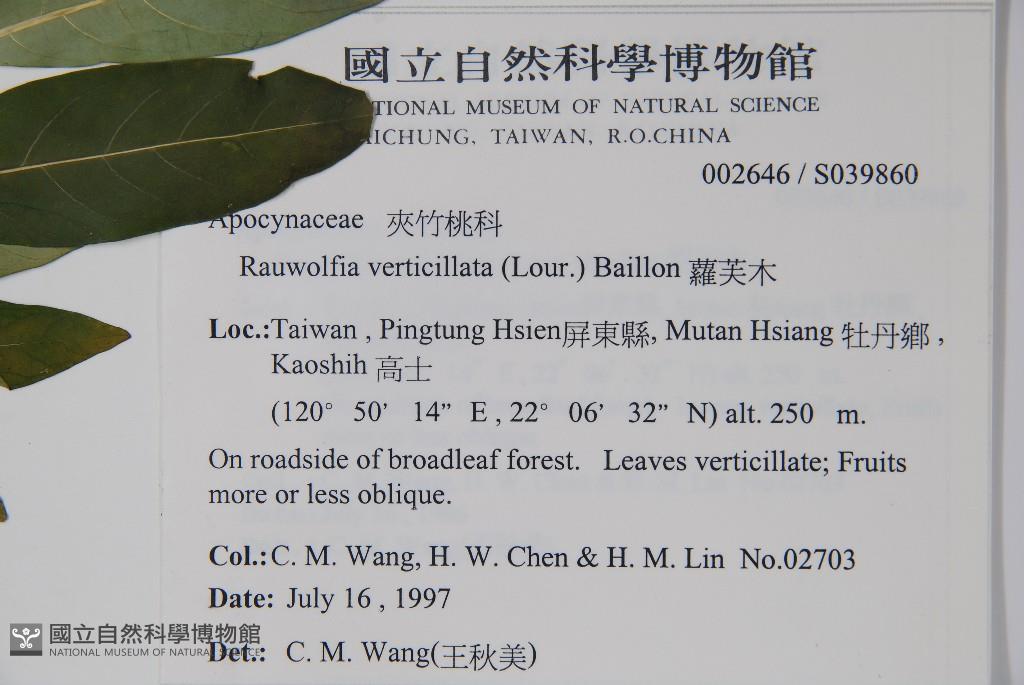 國立自然科學博物館
TIONAL MUSEUM OF NATURAL SCIENCE
AICHUNG, TAIWAN, R.O.CHINA
002646 / S039860
Apocynaceae 夾竹桃科
Rauwolfia verticillata (Lour.) Baillon 蘿芙木
Loc.:Taiwan , Pingtung Hsien屏東縣, Mutan Hsiang 牡丹鄉 ,
Kaoshih 高士
(120° 50’ 14” E , 22° 06’ 32” N) alt. 250 m.
On roadside of broadleaf forest. Leaves verticillate; Fruits
more or less oblique.
Col.:C. M. Wang, H. W. Chen & H. M. Lin No.02703
Date: July 16 , 1997
Det.: C. M. Wang(王秋美)
國立自然科學博物館
NATIONAL MUSEUM OF NATURAL SCIENCE